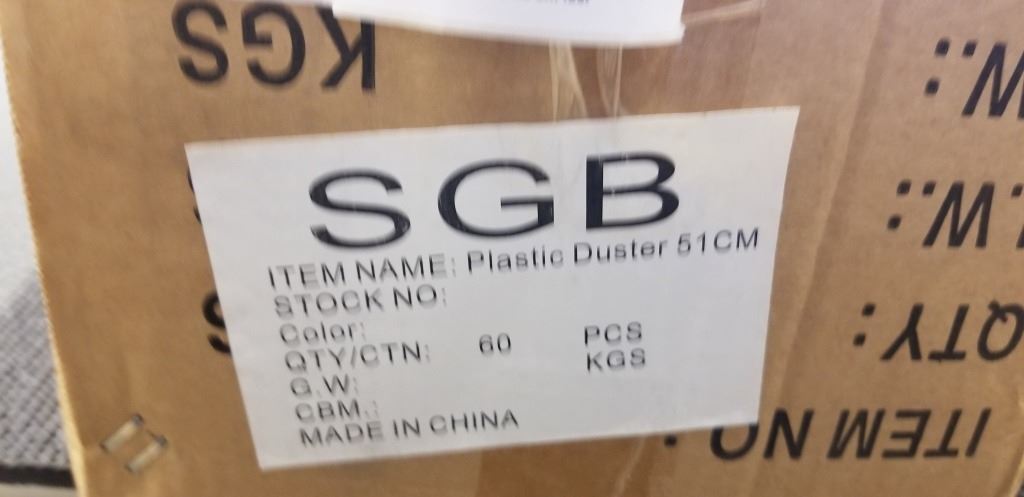 KGS
SGB
ITEM NAME: Plastic Duster 51CM
STOCK NO:
Color:
QTY/CTN: 60 PCS
G.W: KGS
CBM.:
MADE IN CHINA
.W.:
QTY:
ITEM NO :